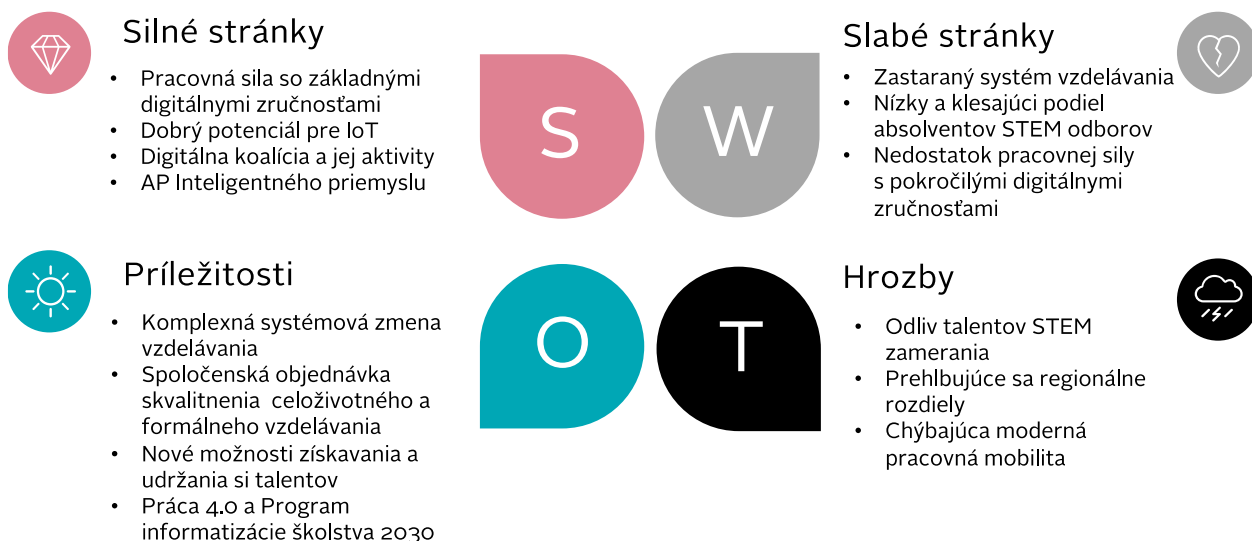 Silné stránky
• Pracovná sila so základnými
digitálnymi zručnosťami
• Dobrý potenciál pre IoT
• Digitálna koalícia a jej aktivity
• AP Inteligentného priemyslu
S
W
Slabé stránky
• Zastaraný systém vzdelávania
• Nízky a klesajúci podiel
absolventov STEM odborov
• Nedostatok pracovnej sily
s pokročilými digitálnymi
zručnosťami
Príležitosti
• Komplexná systémová zmena
vzdelávania
• Spoločenská objednávka
skvalitnenia celoživotného a
formálneho vzdelávania
• Nové možnosti získavania a
udržania si talentov
• Práca 4.0 a Program
informatizácie školstva 2030
O
T
Hrozby
• Odliv talentov STEM
zamerania
• Prehlbujúce sa regionálne
rozdiely
• Chýbajúca moderná
pracovná mobilita